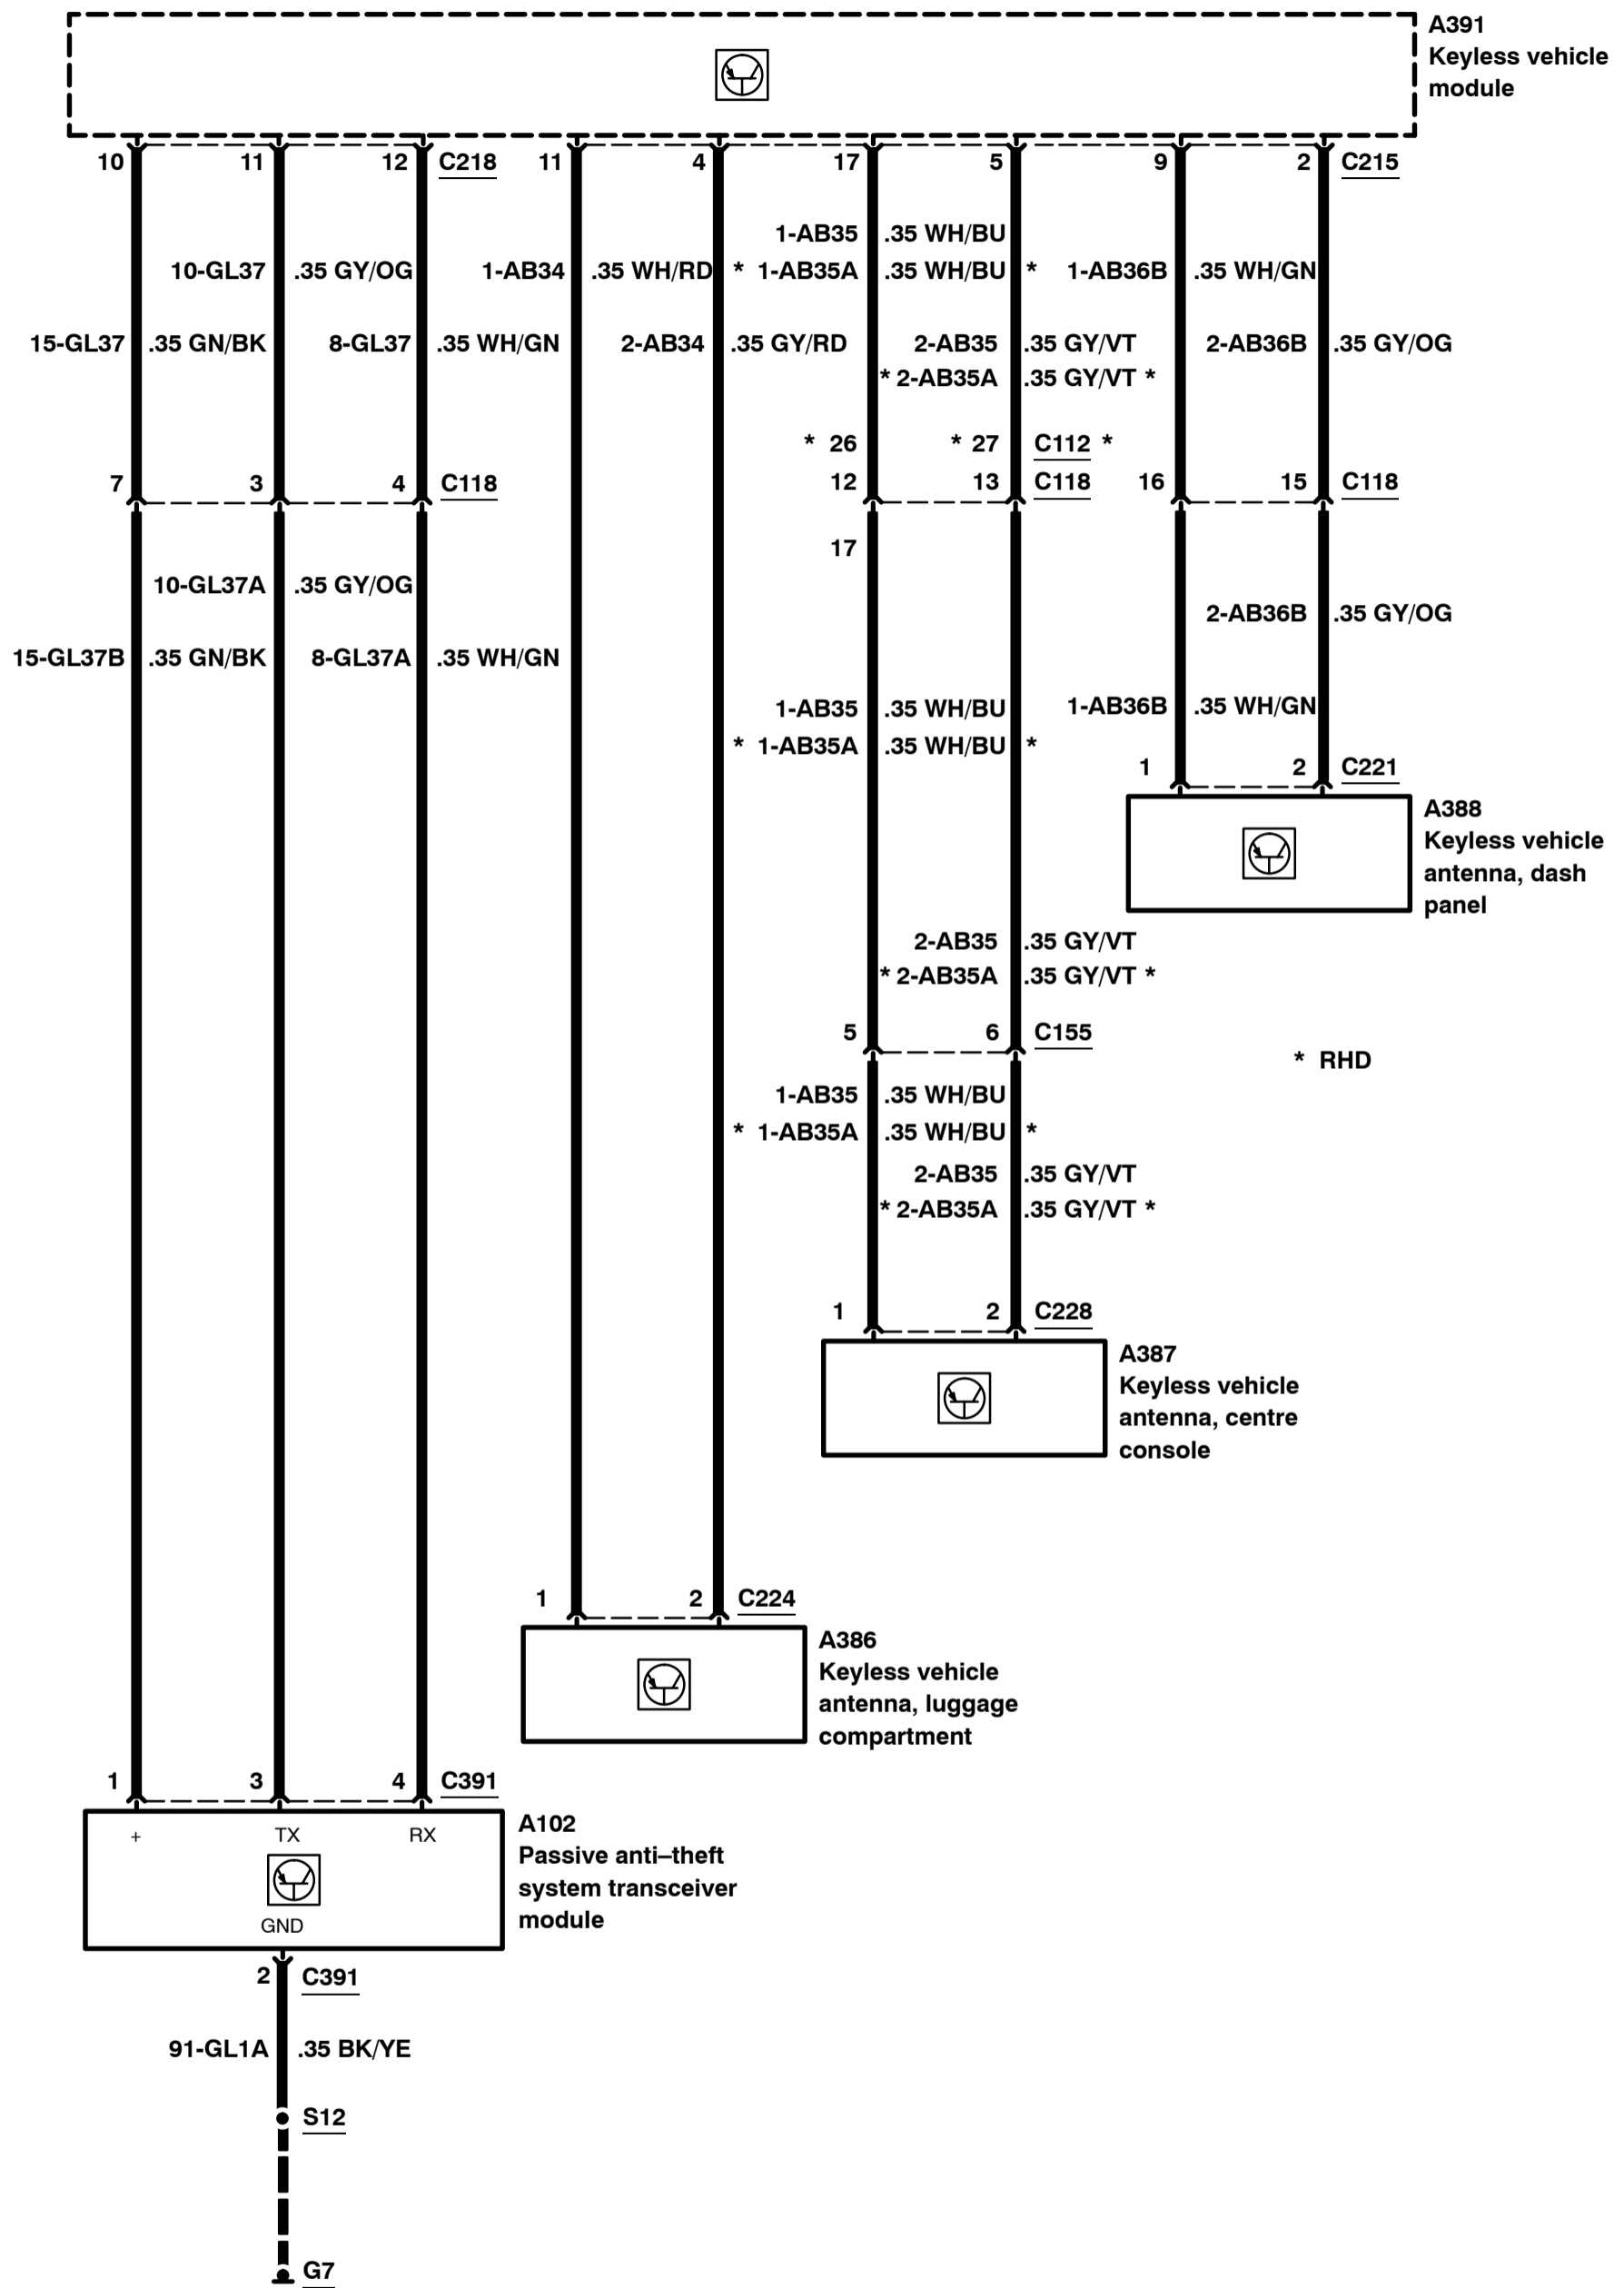 A391
Keyless vehicle
module
10 11 12 C218 11 4 17 5 9 2 C215
1-AB35 .35 WH/BU
10-GL37 .35 GY/OG 1-AB34 .35 WH/RD * 1-AB35A .35 WH/BU * 1-AB36B .35 WH/GN
15-GL37 .35 GN/BK 8-GL37 .35 WH/GN 2-AB34 .35 GY/RD 2-AB35 .35 GY/VT 2-AB36B .35 GY/OG
* 2-AB35A .35 GY/VT *
* 26 * 27 C112 *
7 3 4 C118 12 13 C118 16 15 C118
17
10-GL37A .35 GY/OG
2-AB36B .35 GY/OG
15-GL37B .35 GN/BK 8-GL37A .35 WH/GN
1-AB35 .35 WH/BU 1-AB36B .35 WH/GN
* 1-AB35A .35 WH/BU *
1 2 C221
A388
Keyless vehicle
antenna, dash
panel
2-AB35 .35 GY/VT
* 2-AB35A .35 GY/VT *
5 6 C155
* RHD
1-AB35 .35 WH/BU
* 1-AB35A .35 WH/BU *
2-AB35 .35 GY/VT
* 2-AB35A .35 GY/VT *
1 2 C228
A387
Keyless vehicle
antenna, centre
console
1 2 C224
A386
Keyless vehicle
antenna, luggage
compartment
1 3 4 C391
+ TX RX
GND
A102
Passive anti–theft
system transceiver
module
2 C391
91-GL1A .35 BK/YE
S12
G7